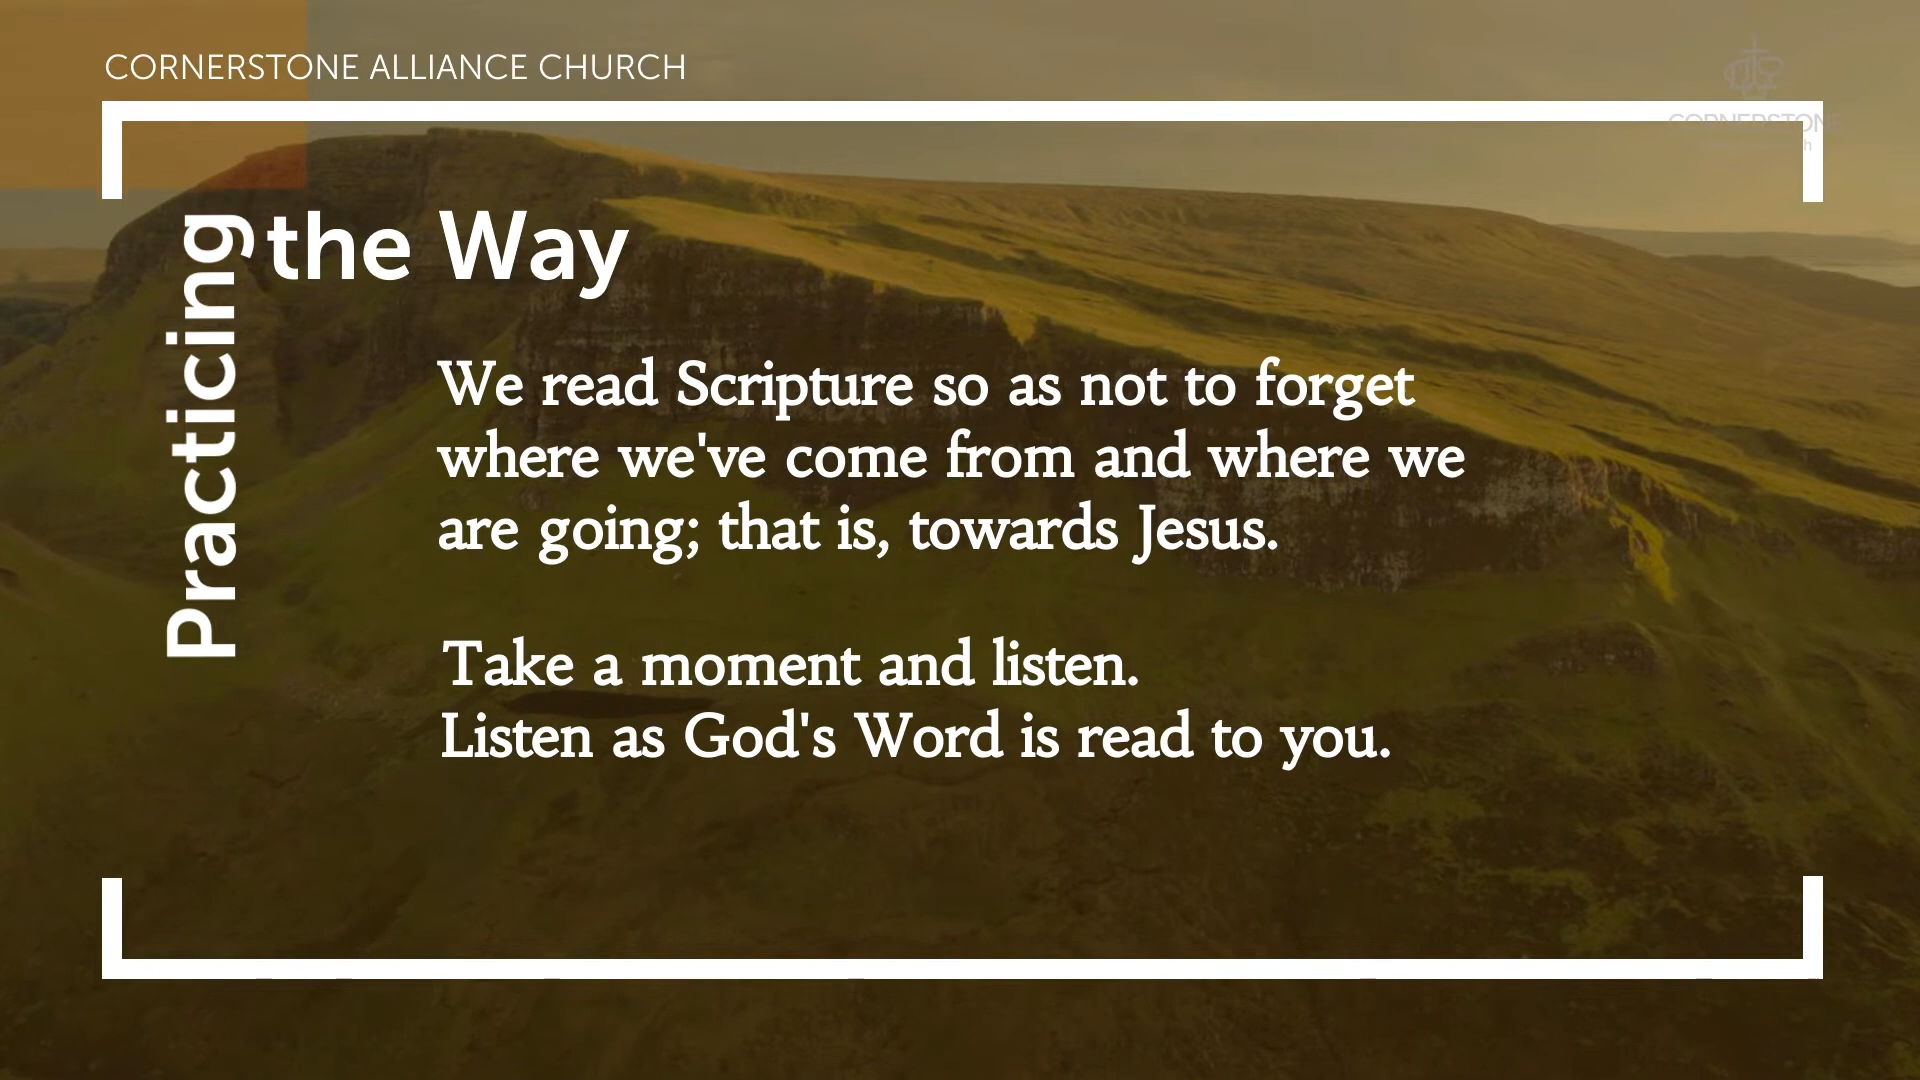 CORNERSTONE ALLIANCE CHURCH
CORNERSTONE
Practicing
the Way
We read Scripture so as not to forget
where we've come from and where we
are going; that is, towards Jesus.
Take a moment and listen.
Listen as God's Word is read to you.